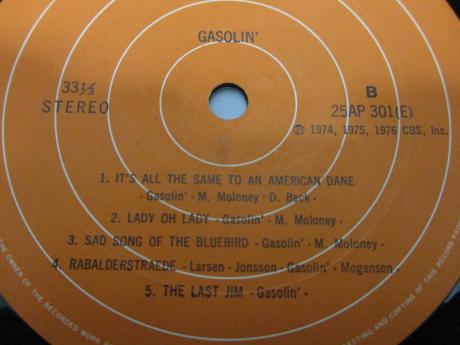 GASOLIN'
33⅓
STEREO
B
25AP 301(E)
℗ 1974, 1975, 1976 CBS, Inc.
1. IT'S ALL THE SAME TO AN AMERICAN DANE
-Gasolin'- M. Moloney - D. Beck -
2. LADY OH LADY -Gasolin'- M. Moloney -
3. SAD SONG OF THE BLUEBIRD - Gasolin'- M. Moloney -
4. RABALDERSTRAEDE - Larsen - Jonsson - Gasolin' - Mogensen -
5. THE LAST JIM - Gasolin' -
THE OWNER OF THE RECORDED WORK
CASTING AND COPYING OF THIS RECORD